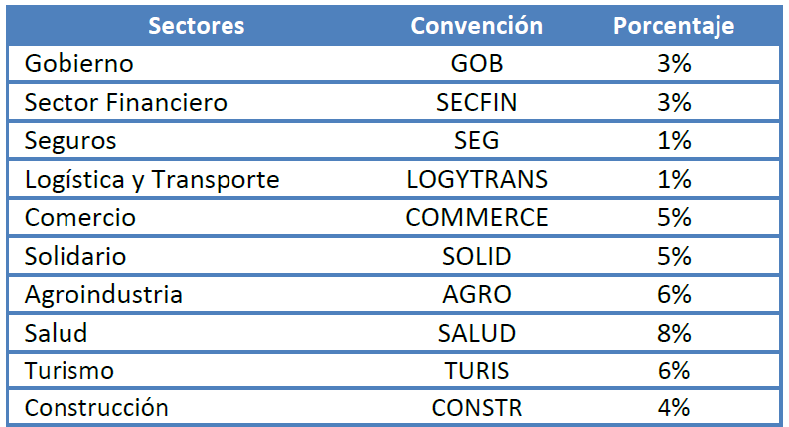 Sectores Convención Porcentaje
Gobierno GOB 3%
Sector Financiero SECFIN 3%
Seguros SEG 1%
Logística y Transporte LOGYTRANS 1%
Comercio COMMERCE 5%
Solidario SOLID 5%
Agroindustria AGRO 6%
Salud SALUD 8%
Turismo TURIS 6%
Construcción CONSTR 4%